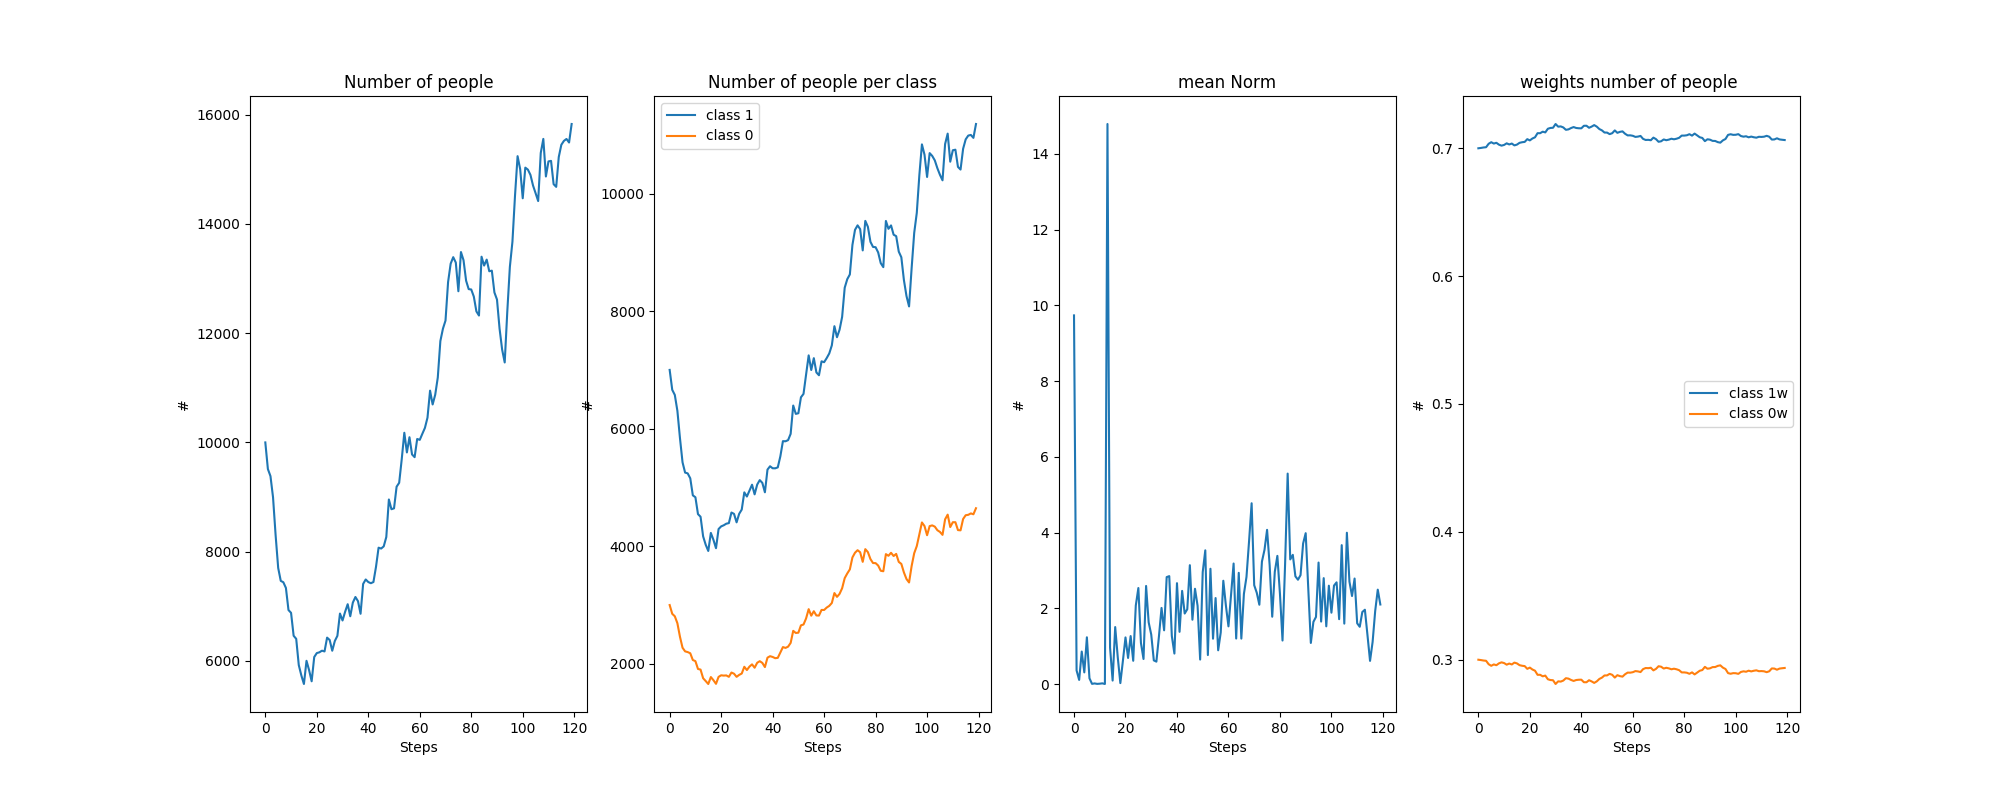 Number of people
16000
14000
12000
10000
8000
6000
#
0 20 40 60 80 100 120
Steps
Number of people per class
class 1
class 0
10000
8000
6000
4000
2000
#
0 20 40 60 80 100 120
Steps
mean Norm
14
12
10
8
6
4
2
0
#
0 20 40 60 80 100 120
Steps
weights number of people
0.7
0.6
0.5
0.4
0.3
#
class 1w
class 0w
0 20 40 60 80 100 120
Steps